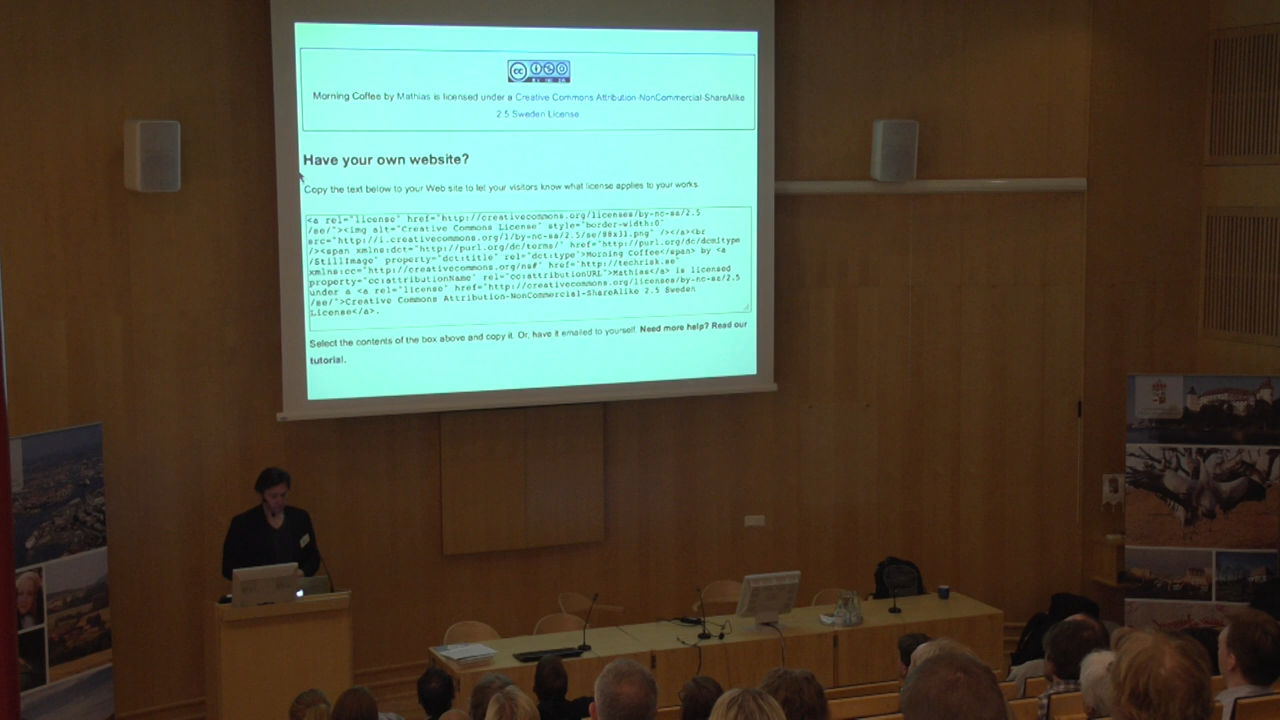 cc
Morning Coffee by Mathias is licensed under a Creative Commons Attribution-NonCommercial-ShareAlike
2.5 Sweden License
Have your own website?
Copy the text below to your Web site to let your visitors know what license applies to your works.
<a rel="license" href="http://creativecommons.org/licenses/by-nc-sa/2.5
/se/"><img alt="Creative Commons License" style="border-width:0"
src="http://i.creativecommons.org/l/by-nc-sa/2.5/se/88x31.png" /></a><br
/><span xmlns:dct="http://purl.org/dc/terms/" href="http://purl.org/dc/dcmitype
/StillImage" property="dct:title" rel="dct:type">Morning Coffee</span> by <a
xmlns:cc="http://creativecommons.org/ns#" href="http://techrisk.se"
property="cc:attributionName" rel="cc:attributionURL">Mathias</a> is licensed
under a <a rel="license" href="http://creativecommons.org/licenses/by-nc-sa/2.5
/se/">Creative Commons Attribution-NonCommercial-ShareAlike 2.5 Sweden
License</a>.
Select the contents of the box above and copy it. Or, have it emailed to yourself. Need more help? Read our
tutorial.